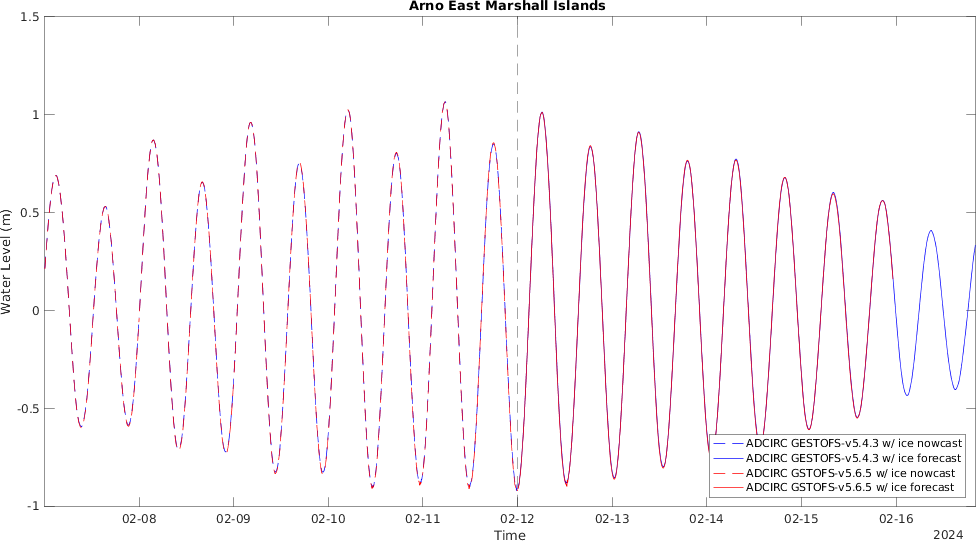 Arno East Marshall Islands
1.5
1
0.5
0
-0.5
-1
Water Level (m)
ADCIRC GESTOFS-v5.4.3 w/ ice nowcast
ADCIRC GESTOFS-v5.4.3 w/ ice forecast
ADCIRC GSTOFS-v5.6.5 w/ ice nowcast
ADCIRC GSTOFS-v5.6.5 w/ ice forecast
02-08 02-09 02-10 02-11 02-12 02-13 02-14 02-15 02-16
Time
2024